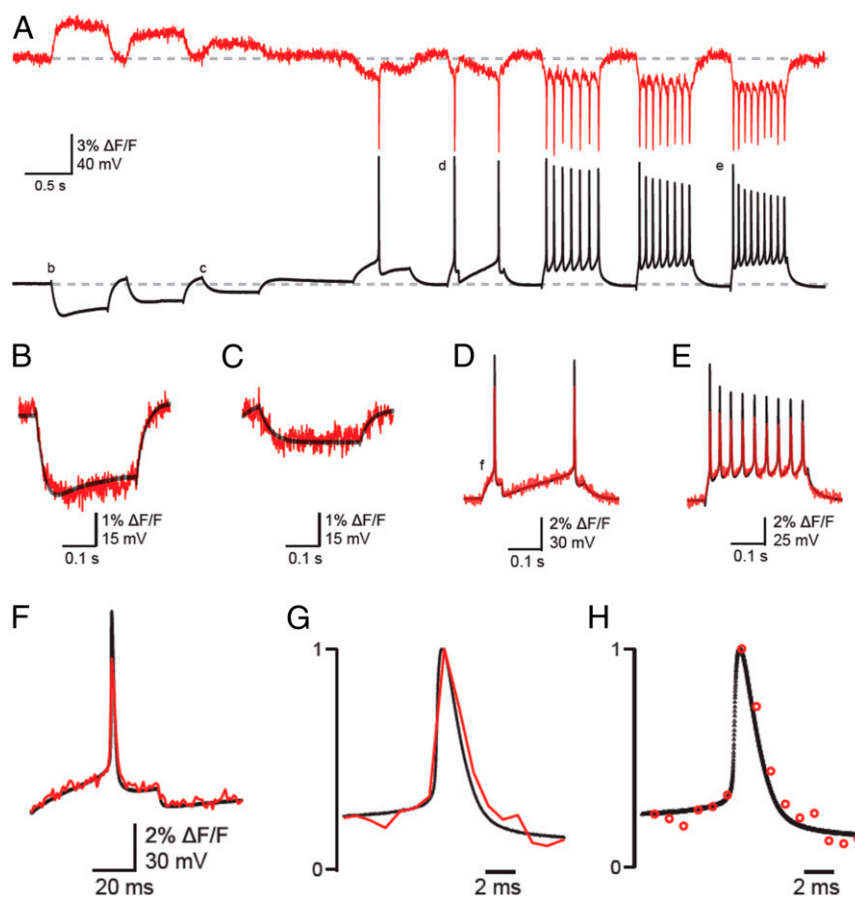 A
3% ΔF/F
40 mV
0.5 s
b
c
d
e
B
C
D
E
f
1% ΔF/F
15 mV
0.1 s
1% ΔF/F
15 mV
0.1 s
2% ΔF/F
30 mV
0.1 s
2% ΔF/F
25 mV
0.1 s
F
G
H
2% ΔF/F
30 mV
20 ms
1
0
2 ms
1
0
2 ms